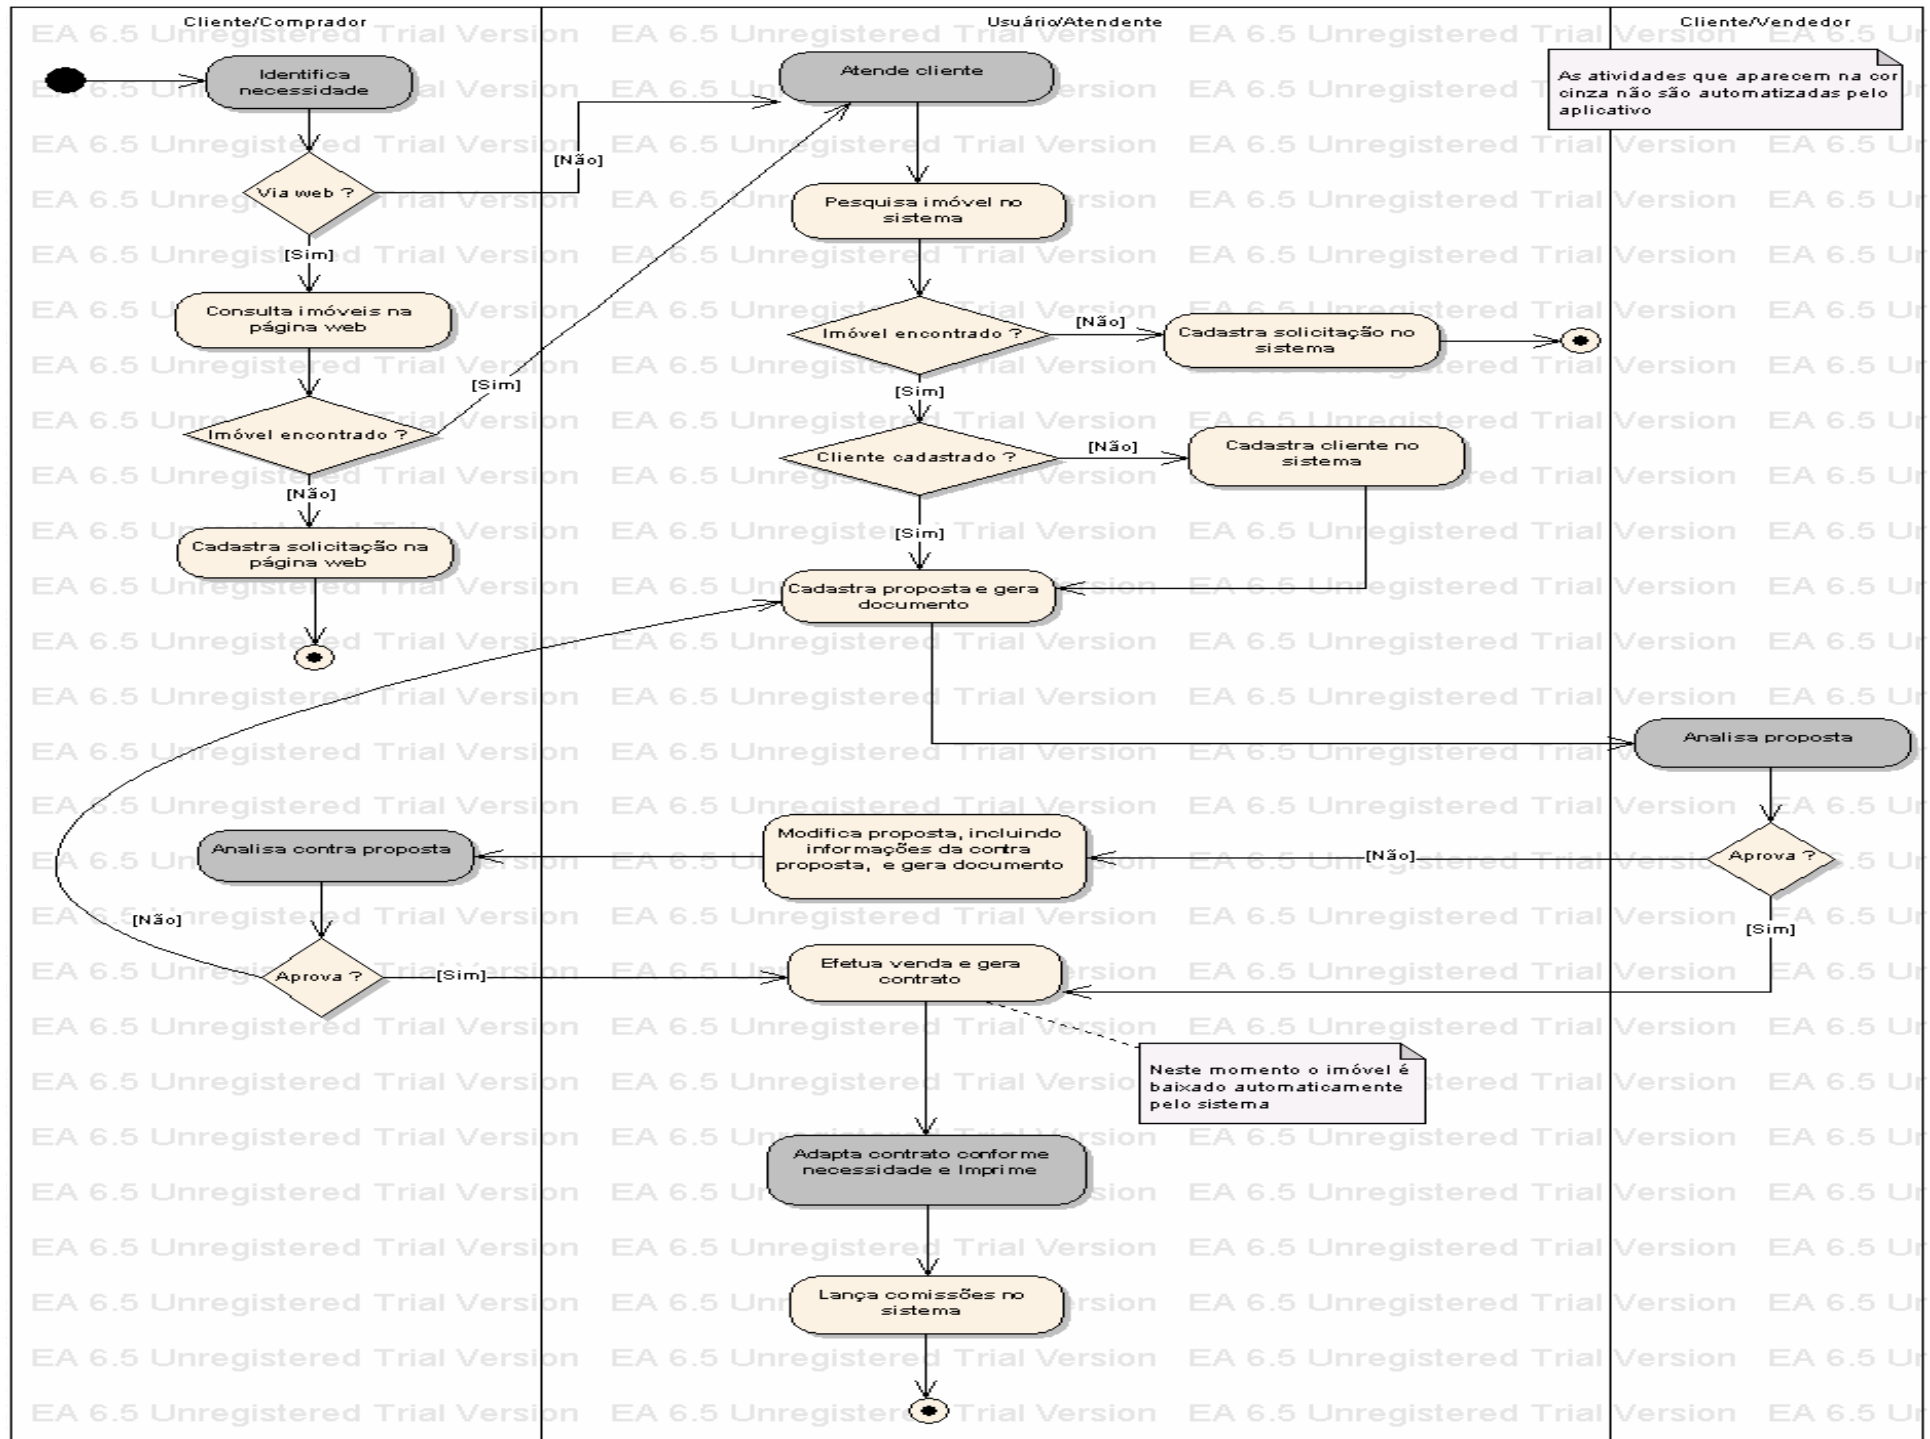 Cliente/Comprador
Usuário/Atendente
Cliente/Vendedor
EA 6.5 Unregistered Trial Version
Identifica
necessidade
Atende cliente
As atividades que aparecem na cor
cinza não são automatizadas pelo
aplicativo
[Não]
Via web ?
[Sim]
Consulta imóveis na
página web
Imóvel encontrado ?
[Sim]
[Não]
Cadastra solicitação na
página web
Pesquisa imóvel no
sistema
Imóvel encontrado ?
[Não]
Cadastra solicitação no
sistema
[Sim]
Cliente cadastrado ?
[Não]
Cadastra cliente no
sistema
[Sim]
Cadastra proposta e gera
documento
Analisa proposta
Aprova ?
[Não]
[Sim]
Modifica proposta, incluindo
informações da contra
proposta,  e gera documento
Analisa contra proposta
[Não]
Aprova ?
[Sim]
Efetua venda e gera
contrato
Neste momento o imóvel é
baixado automaticamente
pelo sistema
Adapta contrato conforme
necessidade e Imprime
Lança comissões no
sistema